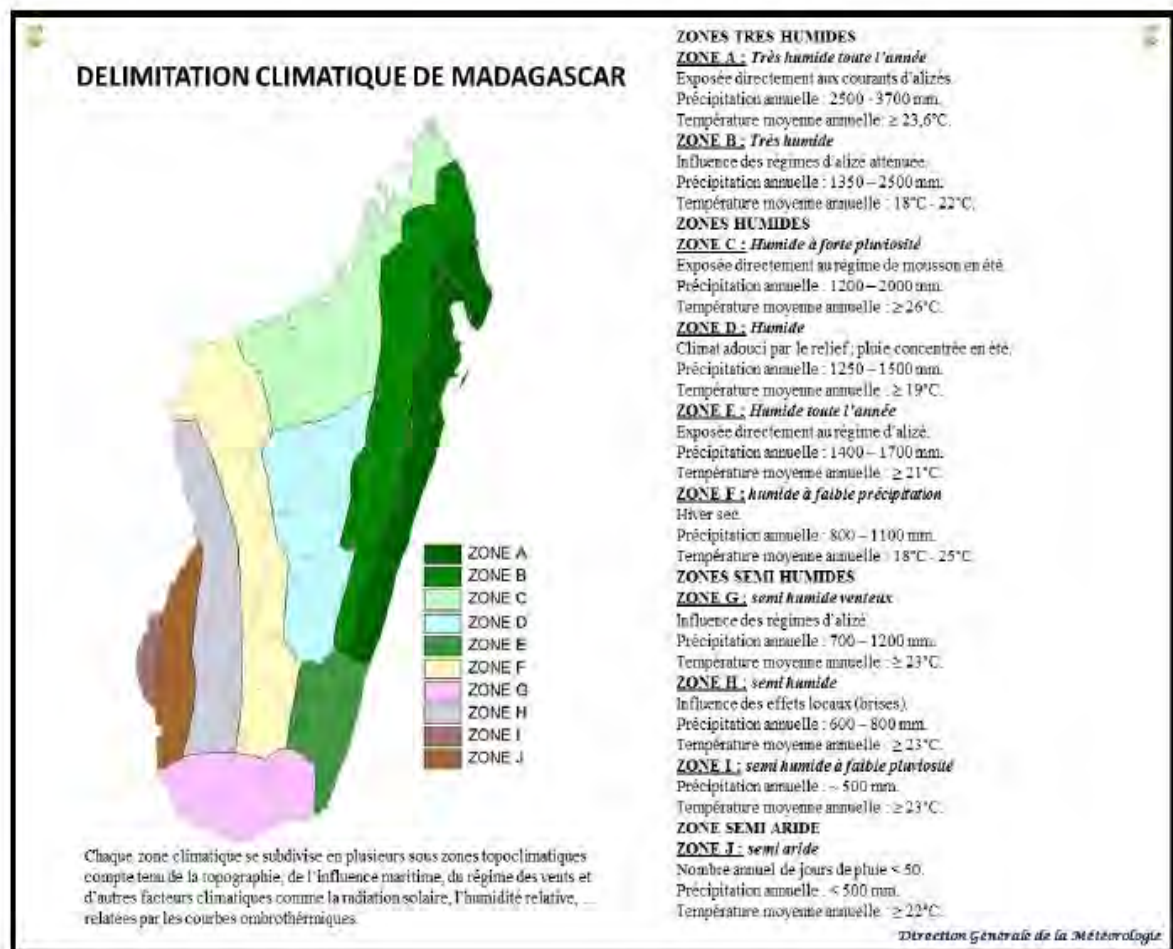 DELIMITATION CLIMATIQUE DE MADAGASCAR
ZONE A
ZONE B
ZONE C
ZONE D
ZONE E
ZONE F
ZONE G
ZONE H
ZONE I
ZONE J
Chaque zone climatique se subdivise en plusieurs sous zones topoclimatiques
compte tenu de la topographie, de l'influence maritime, du régime des vents et
d'autres facteurs climatiques comme la radiation solaire, l'humidité relative, ...
relatées par les courbes ombrothérmiques.
ZONES TRES HUMIDES
ZONE A : Très humide toute l'année
Exposée directement aux courants d'alizés.
Précipitation annuelle : 2500 - 3700 mm.
Température moyenne annuelle: ≥ 23,6°C.
ZONE B : Très humide
Influence des régimes d'alizé attenuée.
Précipitation annuelle : 1350 – 2500 mm.
Température moyenne annuelle : 18°C - 22°C.
ZONES HUMIDES
ZONE C : Humide à forte pluviosité
Exposée directement au régime de mousson en été.
Précipitation annuelle : 1200 – 2000 mm.
Température moyenne annuelle : ≥ 26°C.
ZONE D : Humide
Climat adouci par le relief ; pluie concentrée en été.
Précipitation annuelle : 1250 – 1500 mm.
Température moyenne annuelle : ≥ 19°C.
ZONE E : Humide toute l'année
Exposée directement au régime d'alizé.
Précipitation annuelle : 1400 – 1700 mm.
Température moyenne annuelle : ≥ 21°C.
ZONE F : humide à faible précipitation
Hiver sec.
Précipitation annuelle : 800 – 1100 mm.
Température moyenne annuelle : 18°C - 25°C.
ZONES SEMI HUMIDES
ZONE G : semi humide venteux
Influence des régimes d'alizé.
Précipitation annuelle : 700 – 1200 mm.
Température moyenne annuelle : ≥ 23°C.
ZONE H : semi humide
Influence des effets locaux (brises).
Précipitation annuelle : 600 – 800 mm.
Température moyenne annuelle : ≥ 23°C.
ZONE I : semi humide à faible pluviosité
Précipitation annuelle : ~ 500 mm.
Température moyenne annuelle : ≥ 23°C.
ZONE SEMI ARIDE
ZONE J : semi aride
Nombre annuel de jours de pluie < 50.
Précipitation annuelle : < 500 mm.
Température moyenne annuelle : ≥ 22°C.
Direction Génerale de la Météorologie